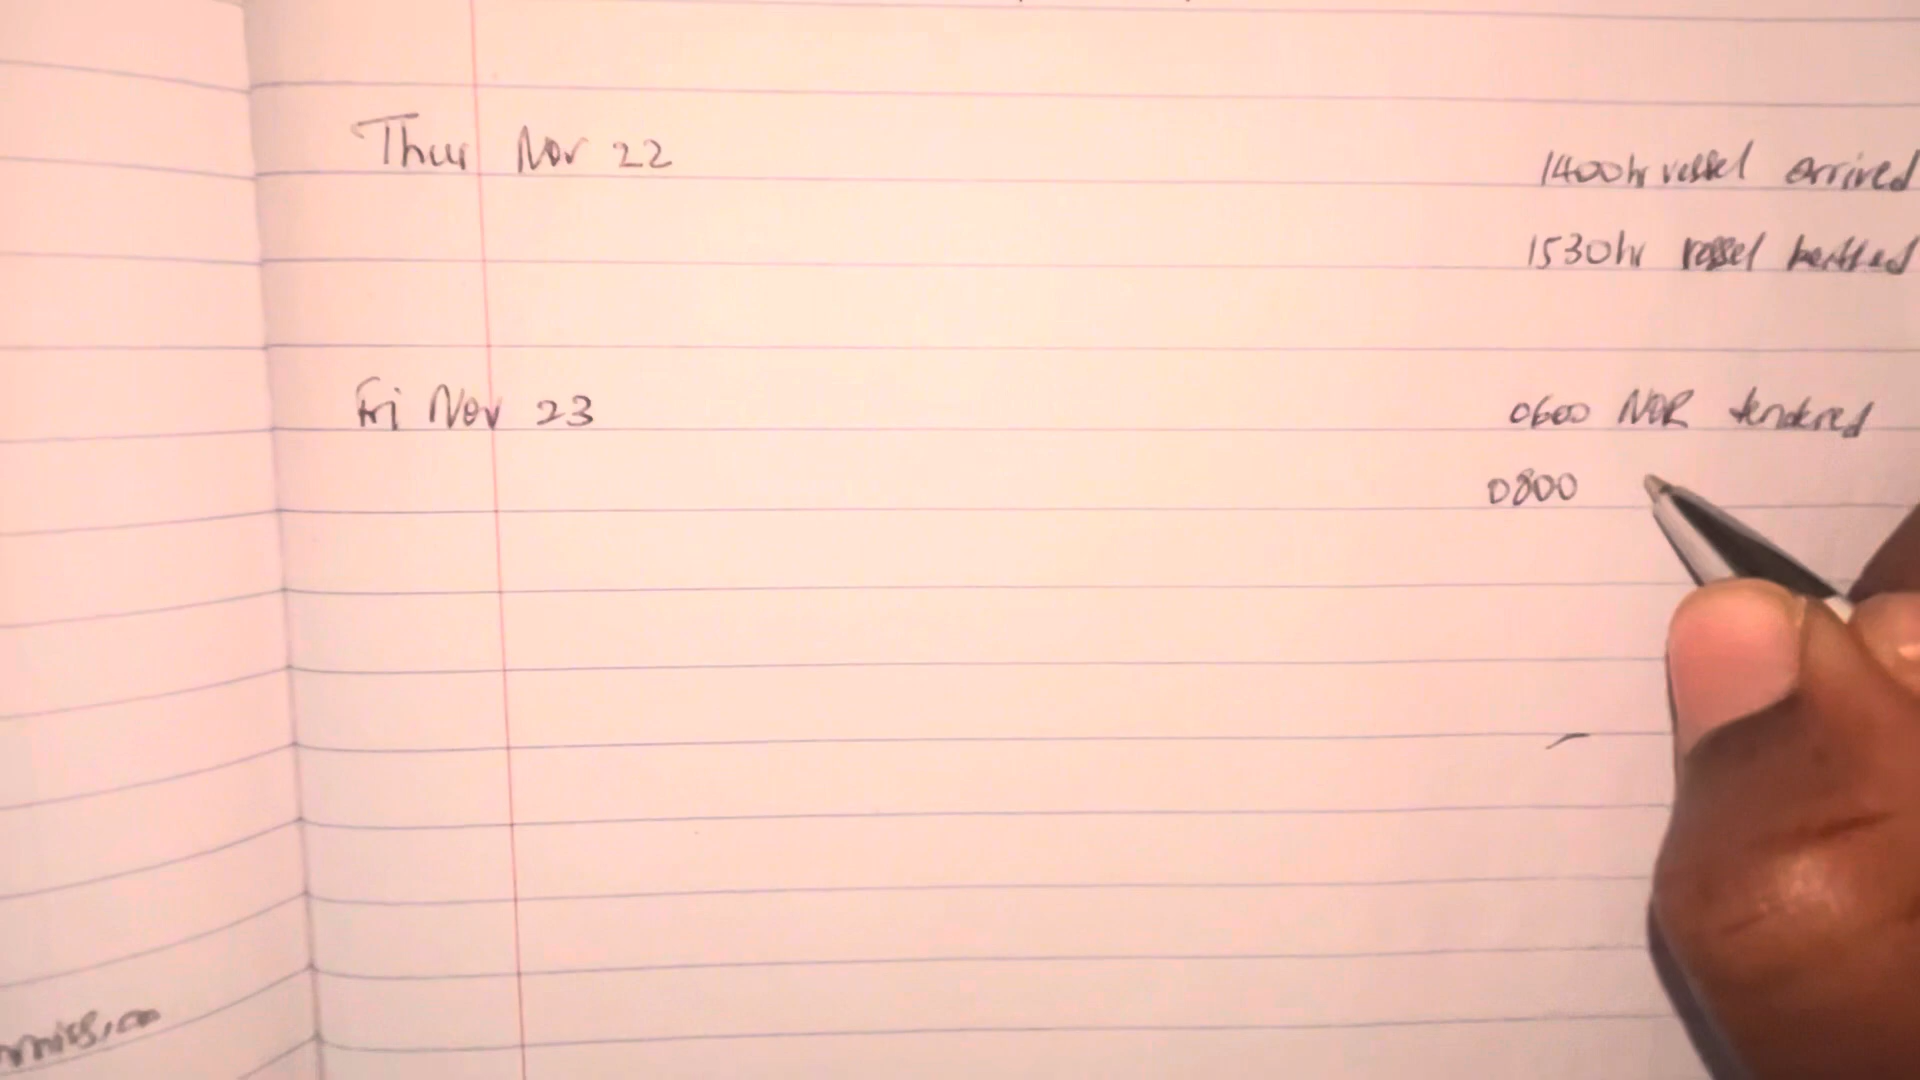 Thur Nov 22 1400hr vessel arrived
1530hr vessel berthed
Fri Nov 23 0600 NOR tendered
0800